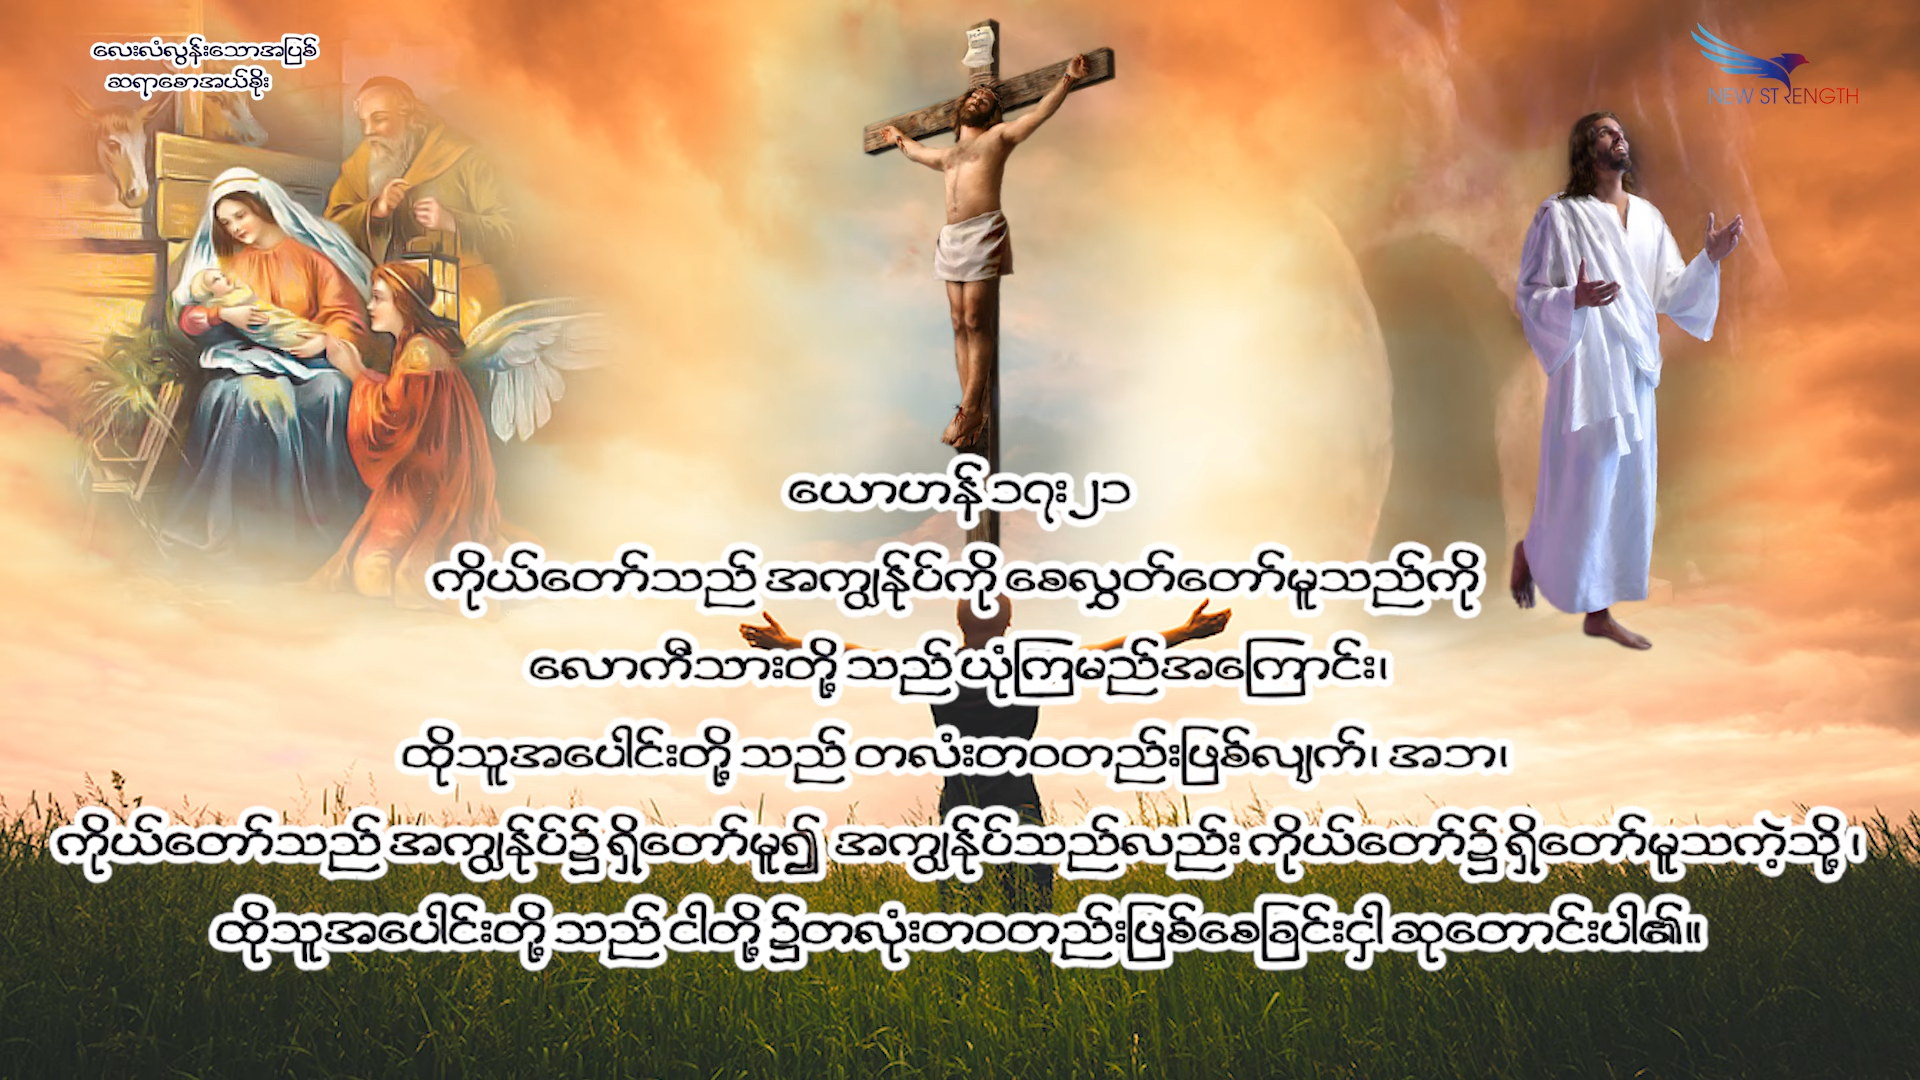 လေးလံလွန်းသောအပြစ်
ဆရာစောအယ်ခိုး
NEW STRENGTH
ယောဟန် ၁၇း၂၁
ကိုယ်တော်သည် အကျွန်ုပ်ကို စေလွှတ်တော်မူသည်ကို
လောကီသားတို့ သည် ယုံကြမည်အကြောင်း၊
ထိုသူအပေါင်းတို့ သည် တလုံးတဝတည်းဖြစ်လျက်၊ အဘ၊
ကိုယ်တော်သည် အကျွန်ုပ်၌ ရှိတော်မူ၍ အကျွန်ုပ်သည်လည်း ကိုယ်တော်၌ ရှိတော်မူသကဲ့သို့ ၊
ထိုသူအပေါင်းတို့ သည် ငါတို့ ၌တလုံးတဝတည်းဖြစ်စေခြင်းငှါ ဆုတောင်းပါ၏။